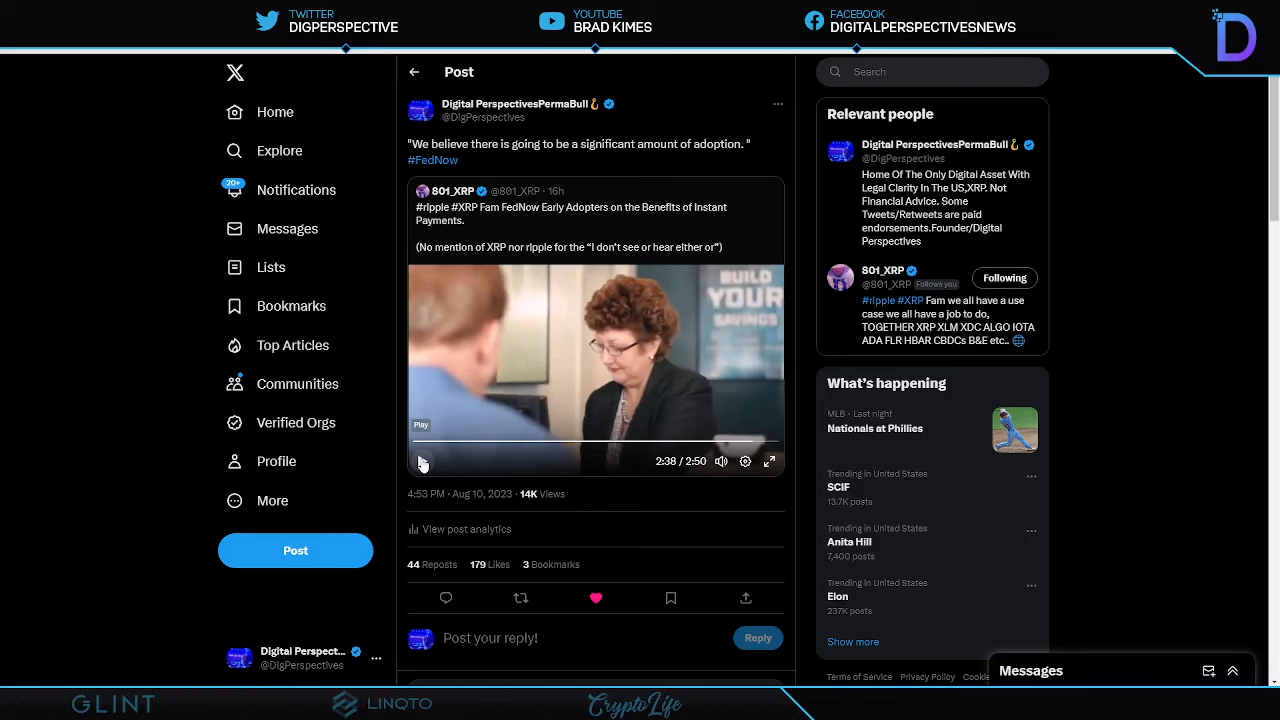 TWITTER
DIGPERSPECTIVE
YOUTUBE
BRAD KIMES
FACEBOOK
DIGITALPERSPECTIVESNEWS
D
Home
Explore
20+
Notifications
Messages
Lists
Bookmarks
Top Articles
Communities
Verified Orgs
Profile
More
Post
Digital Perspect...
@DigPerspectives
Post
Digital PerspectivesPermaBull
@DigPerspectives
"We believe there is going to be a significant amount of adoption. "
#FedNow
801_XRP @801_XRP · 16h
#ripple #XRP Fam FedNow Early Adopters on the Benefits of Instant
Payments.
(No mention of XRP nor ripple for the “I don’t see or hear either or”)
BUILD
YOUR
SAVINGS
Play
2:38 / 2:50
4:53 PM · Aug 10, 2023 · 14K Views
View post analytics
44 Reposts 179 Likes 3 Bookmarks
Post your reply!
Reply
Search
Relevant people
Digital PerspectivesPermaBull
@DigPerspectives
Home Of The Only Digital Asset With
Legal Clarity In The US,XRP. Not
Financial Advice. Some
Tweets/Retweets are paid
endorsements.Founder/Digital
Perspectives
801_XRP
@801_XRP Follows you
Following
#ripple #XRP Fam we all have a use
case we all have a job to do,
TOGETHER XRP XLM XDC ALGO IOTA
ADA FLR HBAR CBDCs B&E etc..
What’s happening
MLB · Last night
Nationals at Phillies
Trending in United States
SCIF
13.7K posts
Trending in United States
Anita Hill
7,400 posts
Trending in United States
Elon
237K posts
Show more
Terms of Service Privacy Policy Cookie
Messages
GLINT
LINQTO
CryptoLife